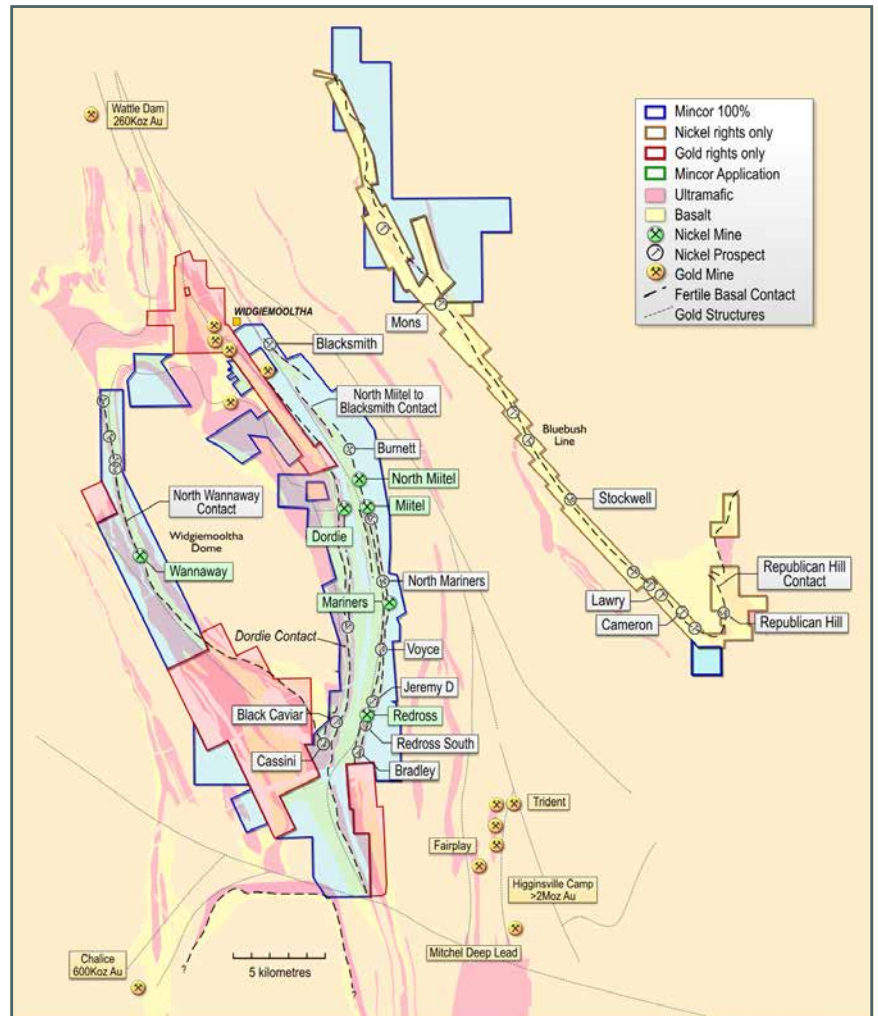 Wattle Dam
260Koz Au
Mincor 100%
Nickel rights only
Gold rights only
Mincor Application
Ultramafic
Basalt
Nickel Mine
Nickel Prospect
Gold Mine
Fertile Basal Contact
Gold Structures
WIDGIEMOOLTHA
Mons
Blacksmith
North Miitel to
Blacksmith Contact
Bluebush
Line
Burnett
North Miitel
Stockwell
North Wannaway
Contact
Miitel
Dordie
Widgiemooltha
Dome
Wannaway
Republican Hill
Contact
North Mariners
Lawry
Mariners
Cameron
Republican Hill
Dordie Contact
Voyce
Jeremy D
Black Caviar
Redross
Redross South
Cassini
Bradley
Trident
Fairplay
Higginsville Camp
>2Moz Au
Mitchel Deep Lead
Chalice
600Koz Au
5 kilometres
?
?